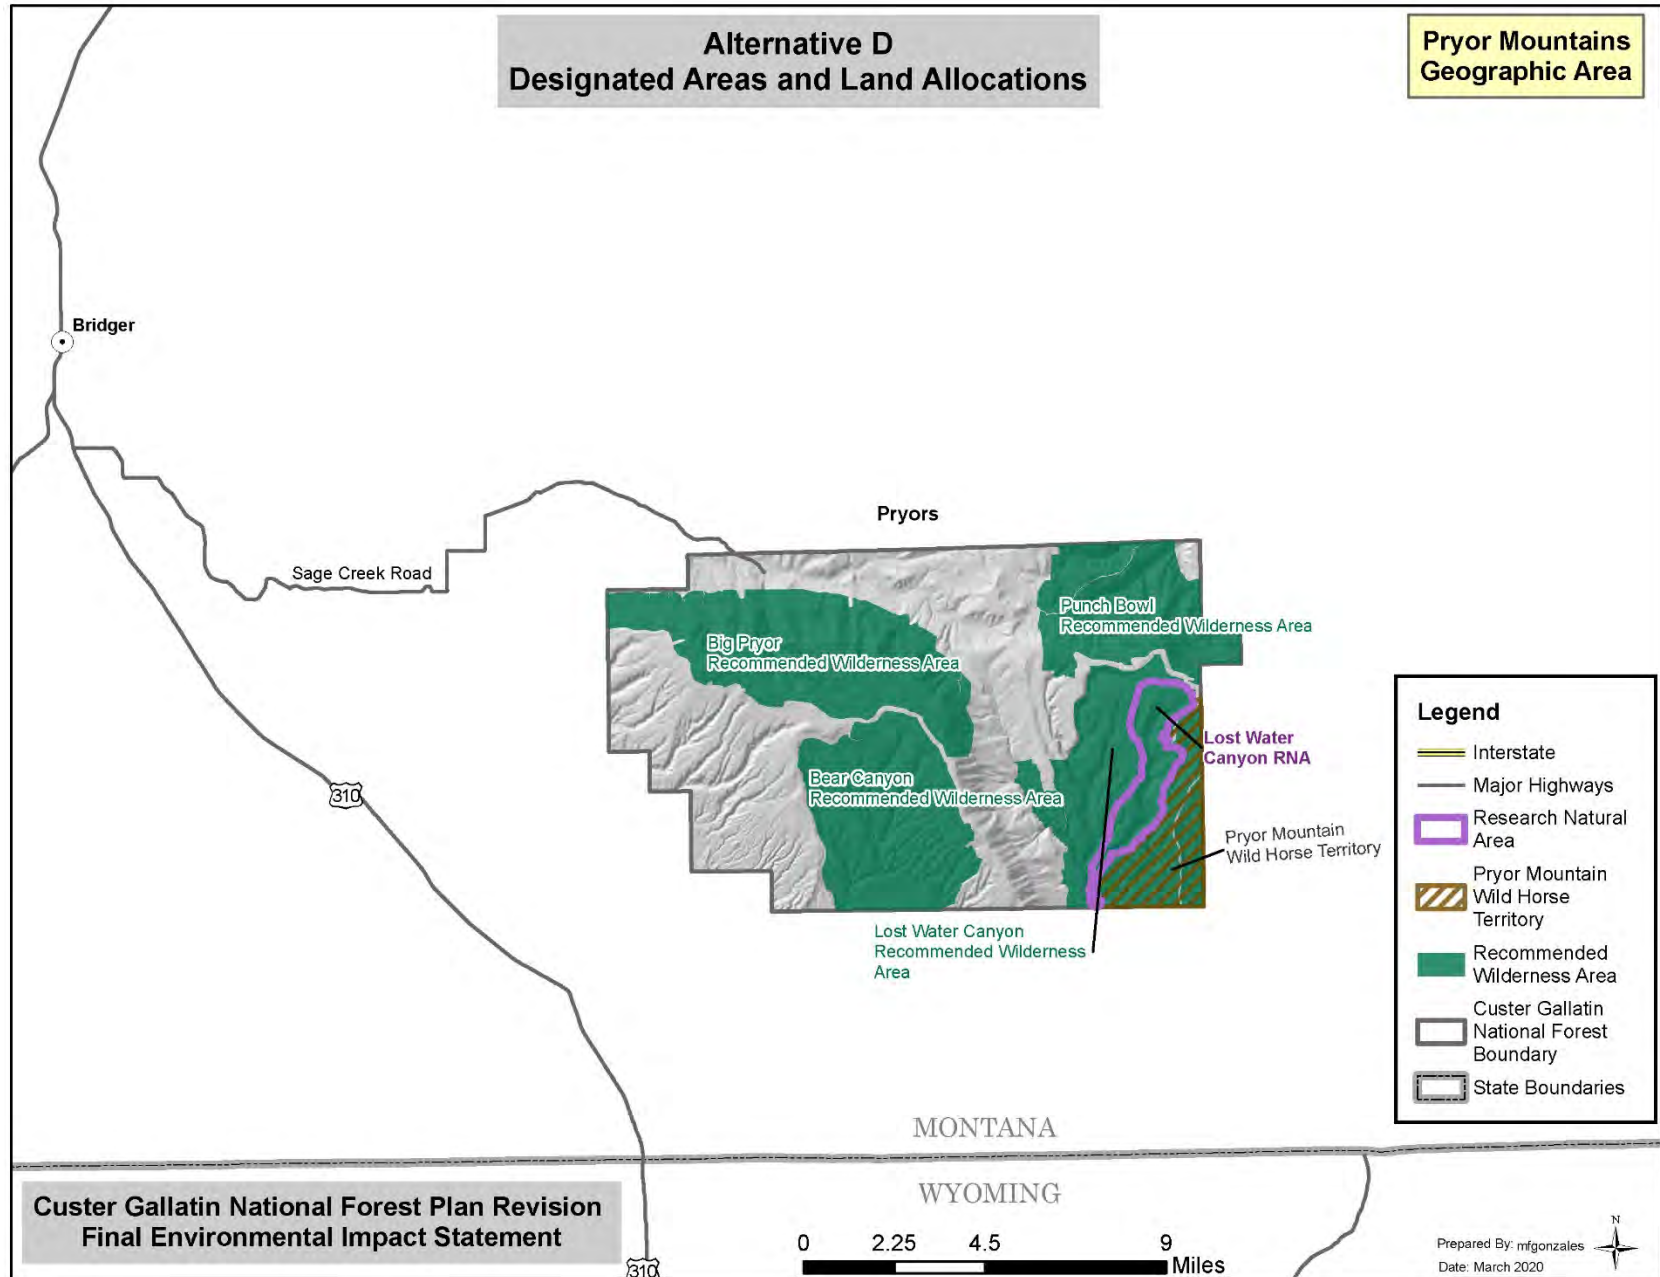 Alternative D
Designated Areas and Land Allocations
Pryor Mountains
Geographic Area
Bridger
Pryors
Sage Creek Road
Punch Bowl
Recommended Wilderness Area
Big Pryor
Recommended Wilderness Area
Lost Water
Canyon RNA
Bear Canyon
Recommended Wilderness Area
310
Pryor Mountain
Wild Horse Territory
Lost Water Canyon
Recommended Wilderness
Area
Legend
Interstate
Major Highways
Research Natural
Area
Pryor Mountain
Wild Horse
Territory
Recommended
Wilderness Area
Custer Gallatin
National Forest
Boundary
State Boundaries
MONTANA
WYOMING
Custer Gallatin National Forest Plan Revision
Final Environmental Impact Statement
310
0 2.25 4.5 9
Miles
N
Prepared By: mfgonzales
Date: March 2020